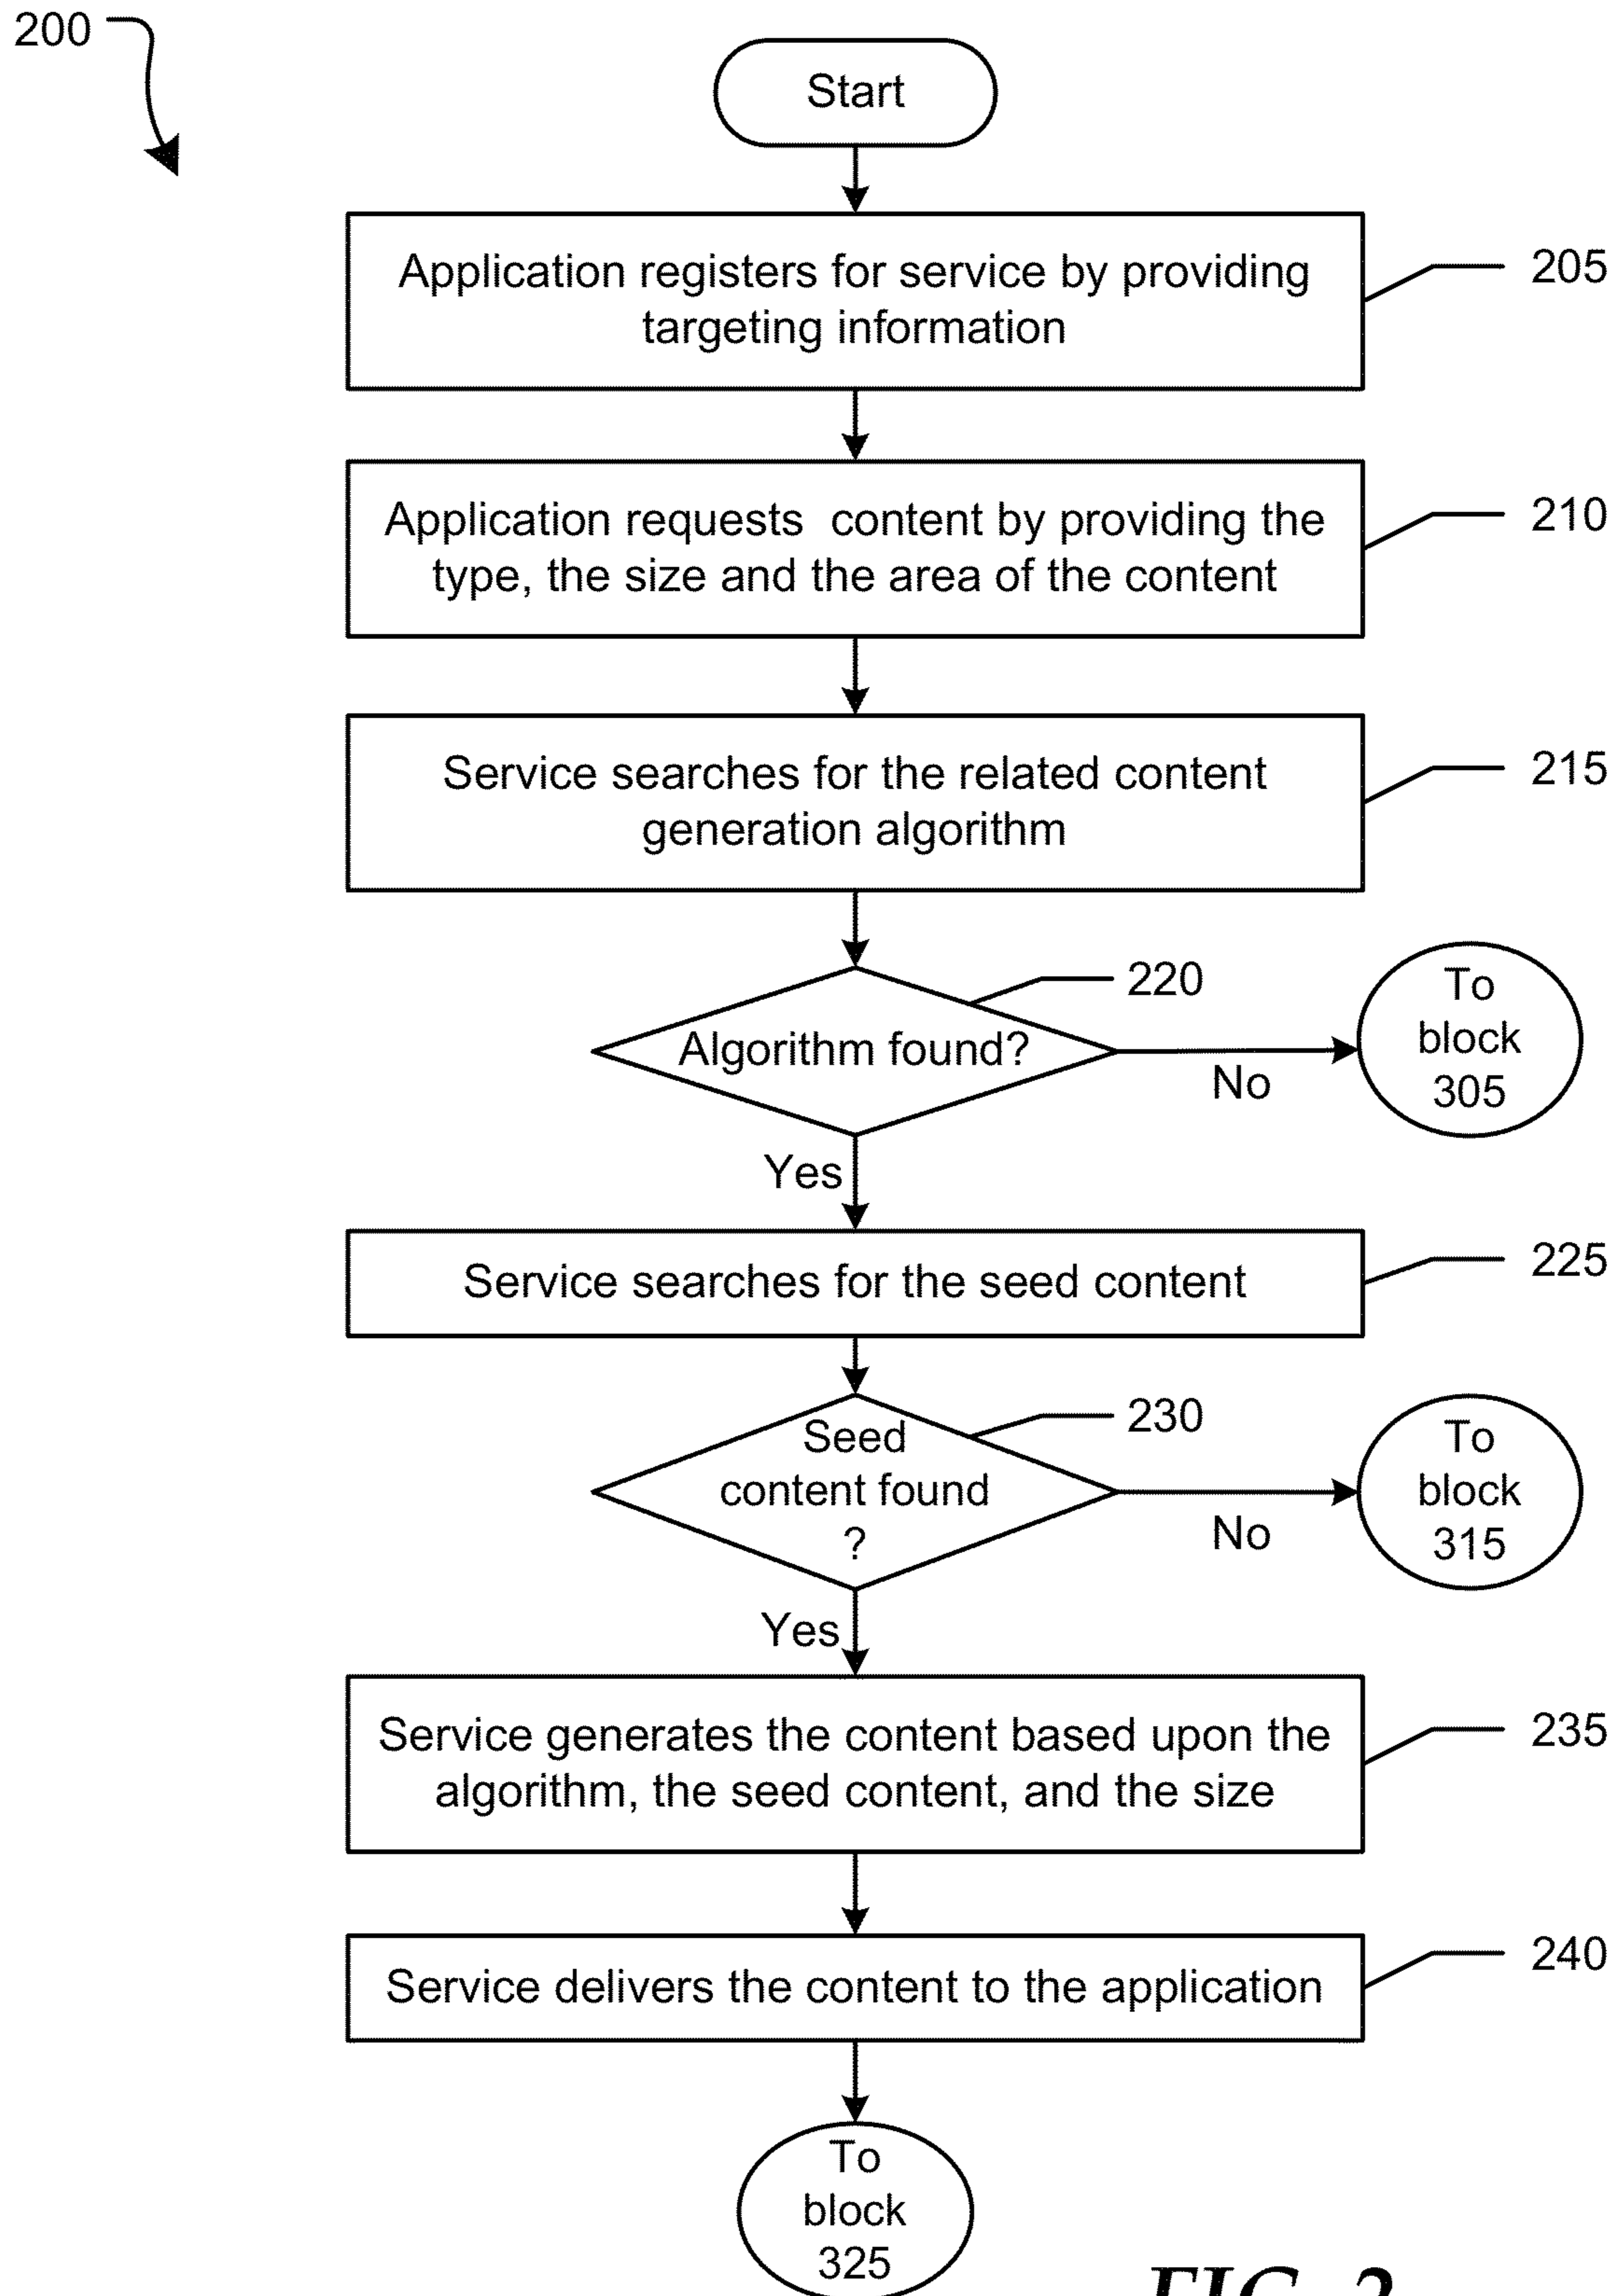 200
Start
Application registers for service by providing
targeting information
205
Application requests content by providing the
type, the size and the area of the content
210
Service searches for the related content
generation algorithm
215
220
Algorithm found?
No
To
block
305
Yes
Service searches for the seed content
225
230
Seed
content found
?
No
To
block
315
Yes
Service generates the content based upon the
algorithm, the seed content, and the size
235
Service delivers the content to the application
240
To
block
325
FIG. 2